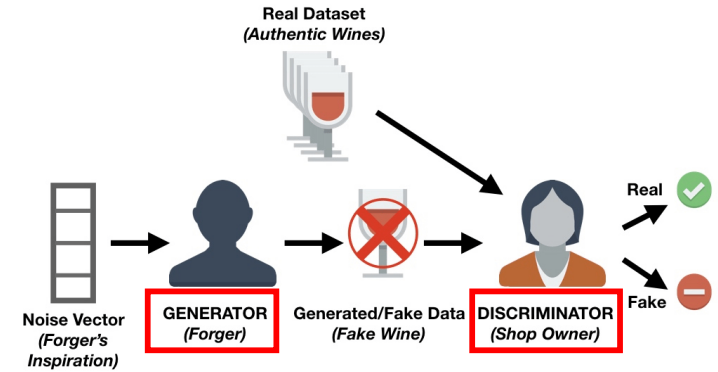 Real Dataset
(Authentic Wines)
Real
Fake
Noise Vector
(Forger's
Inspiration)
GENERATOR
(Forger)
Generated/Fake Data
(Fake Wine)
DISCRIMINATOR
(Shop Owner)